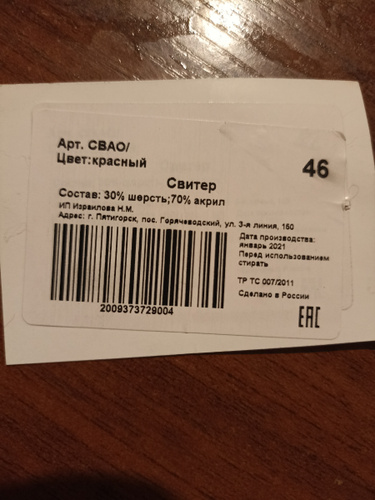 Арт. СВАО/
Цвет:красный
46
Свитер
Состав: 30% шерсть;70% акрил
ИП Израилова Н.М.
Адрес: г. Пятигорск, пос. Горячеводский, ул. 3-я линия, 150
Дата производства:
январь 2021
Перед использованием
стирать
ТР ТС 007/2011
Сделано в России
2009373729004
ЕАС